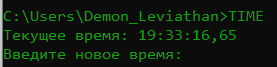 C:\Users\Demon_Leviathan>TIME
Текущее время: 19:33:16,65
Введите новое время: